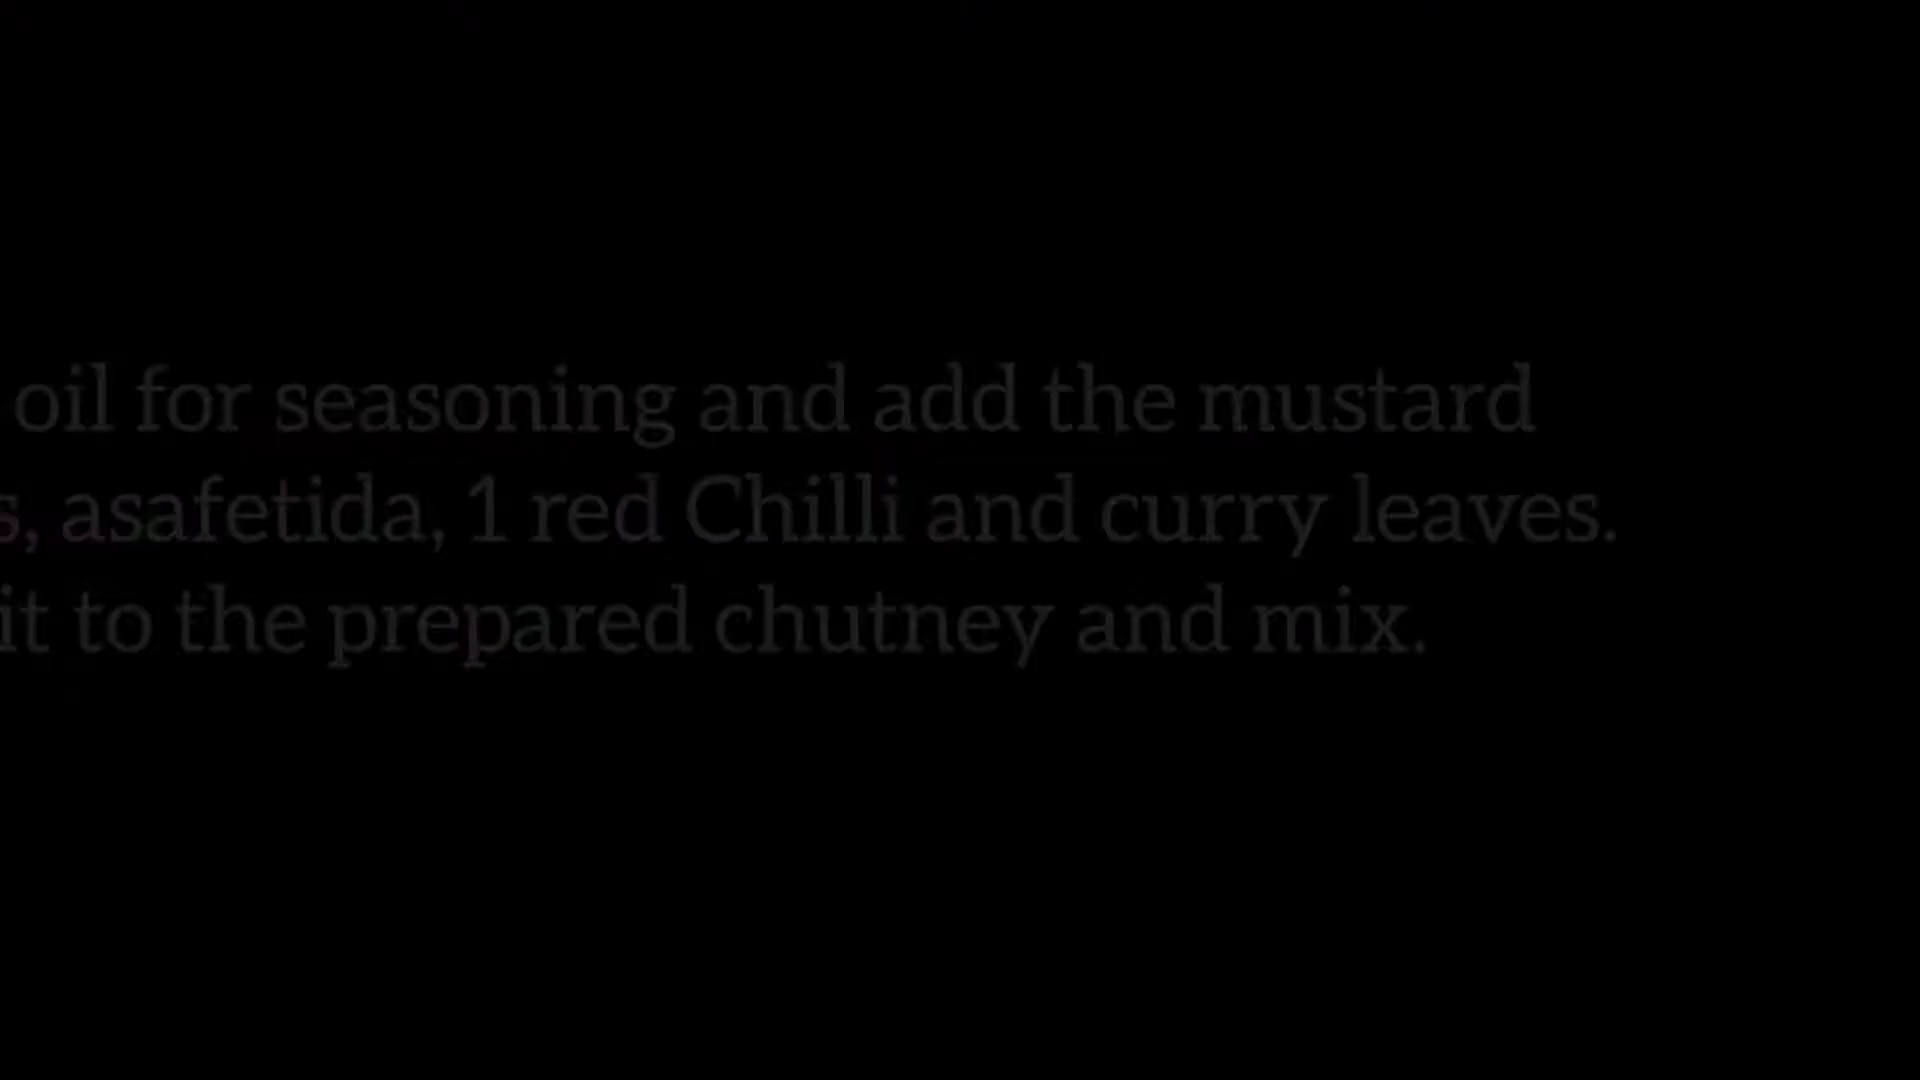 oil for seasoning and add the mustard
s, asafetida, 1 red Chilli and curry leaves.
it to the prepared chutney and mix.